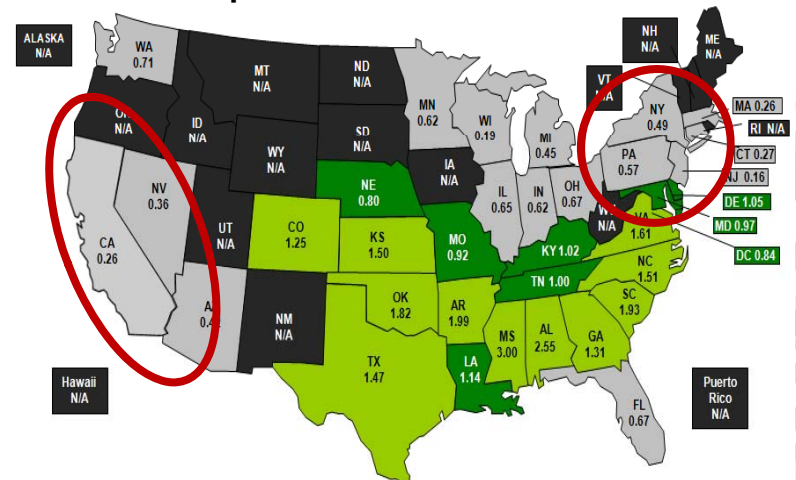 ALASKA
N/A
WA
0.71
MT
N/A
ND
N/A
MN
0.62
NH
N/A
ME
N/A
VT
N/A
N/A
ID
N/A
WY
N/A
SD
N/A
WI
0.19
MI
0.45
NY
0.49
MA 0.26
RI N/A
CT 0.27
NJ 0.16
PA
0.57
NV
0.36
UT
N/A
CO
1.25
NE
0.80
IA
N/A
IL
0.65
IN
0.62
OH
0.67
N/A
VA
1.61
DE 1.05
MD 0.97
DC 0.84
CA
0.26
KS
1.50
MO
0.92
KY 1.02
TN 1.00
NC
1.51
SC
1.93
NM
N/A
OK
1.82
AR
1.99
MS
3.00
AL
2.55
GA
1.31
TX
1.47
LA
1.14
FL
0.67
Hawaii
N/A
Puerto
Rico
N/A